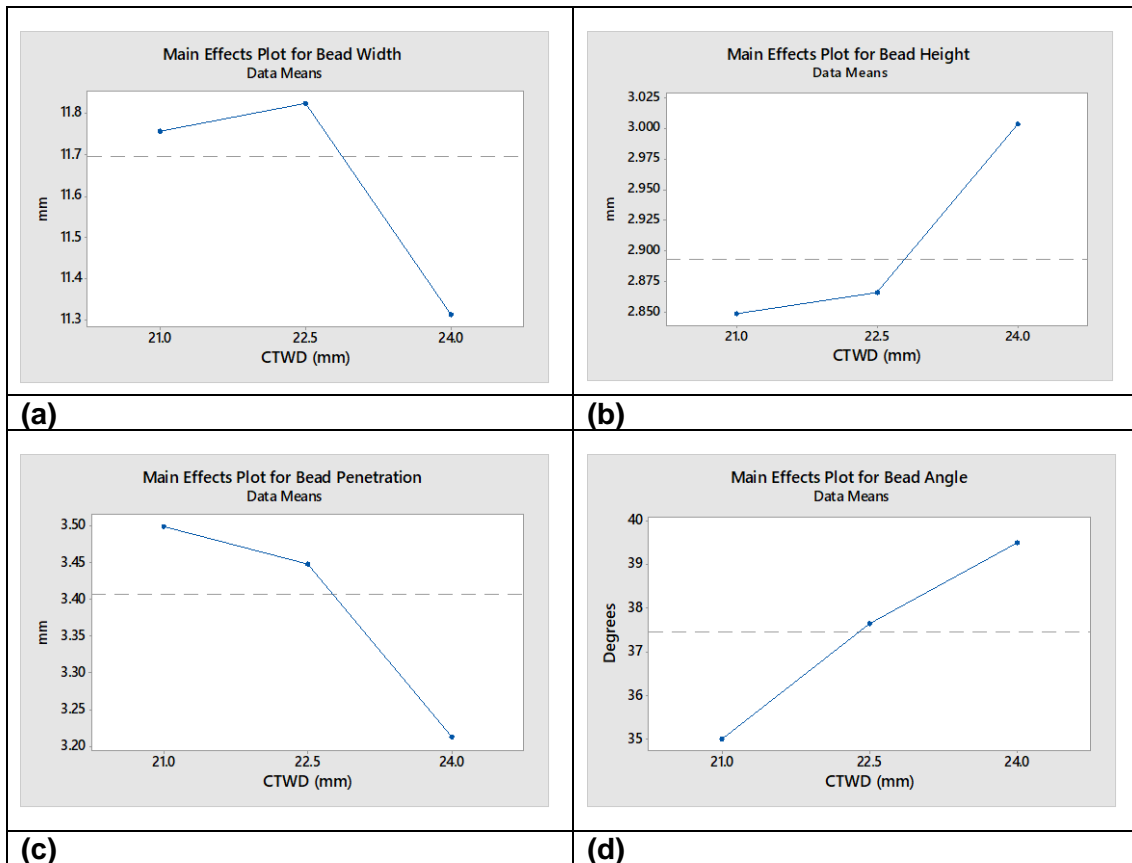 Main Effects Plot for Bead Width
Data Means
11.8
11.7
11.6
11.5
11.4
11.3
mm
21.0
22.5
24.0
CTWD (mm)
(a)
Main Effects Plot for Bead Height
Data Means
3.025
3.000
2.975
2.950
2.925
2.900
2.875
2.850
mm
21.0
22.5
24.0
CTWD (mm)
(b)
Main Effects Plot for Bead Penetration
Data Means
3.50
3.45
3.40
3.35
3.30
3.25
3.20
mm
21.0
22.5
24.0
CTWD (mm)
(c)
Main Effects Plot for Bead Angle
Data Means
40
39
38
37
36
35
Degrees
21.0
22.5
24.0
CTWD (mm)
(d)